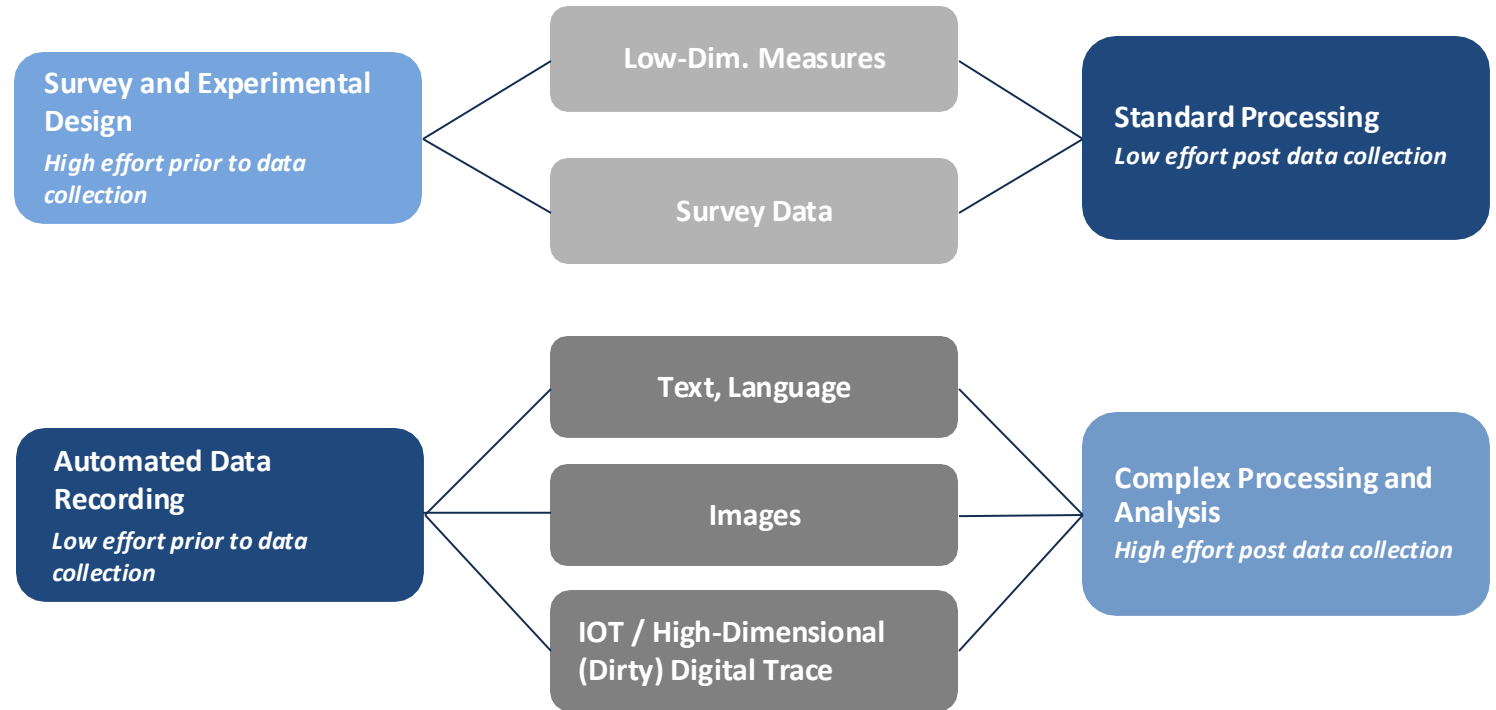 Survey and Experimental
Design
High effort prior to data
collection
Low-Dim. Measures
Survey Data
Standard Processing
Low effort post data collection
Automated Data
Recording
Low effort prior to data
collection
Text, Language
Images
IOT / High-Dimensional
(Dirty) Digital Trace
Complex Processing and
Analysis
High effort post data collection